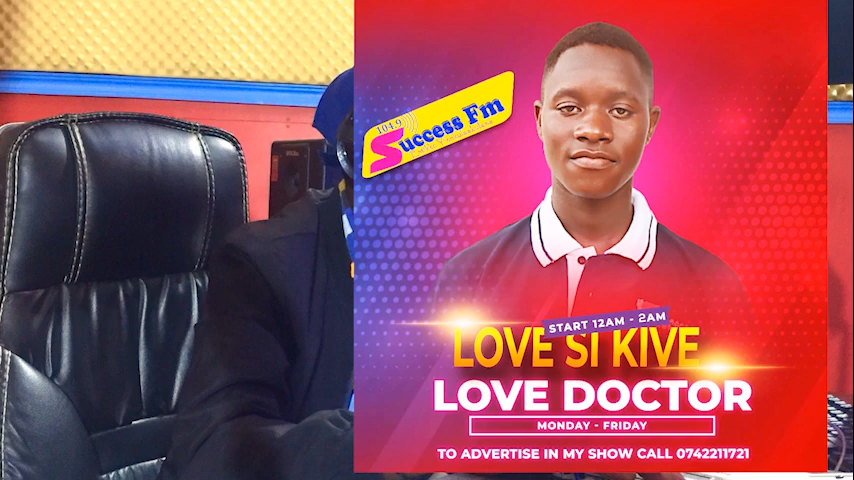 104.9
Success Fm
START 12AM - 2AM
LOVE SI KIVE
LOVE DOCTOR
MONDAY - FRIDAY
TO ADVERTISE IN MY SHOW CALL 0742211721